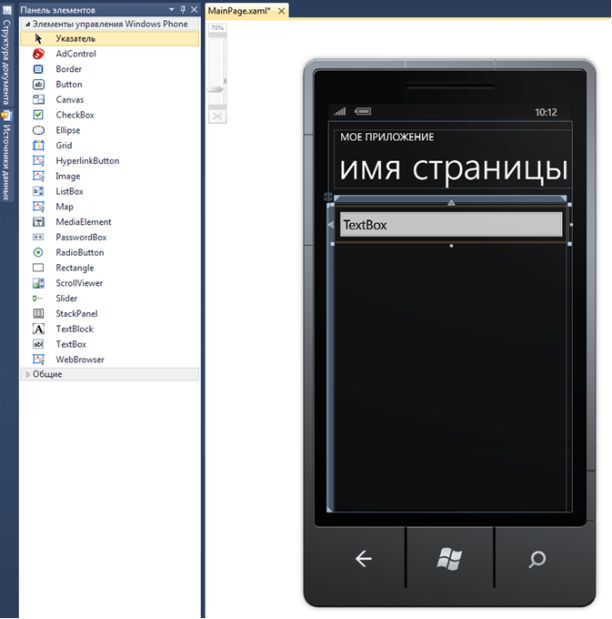 Панель элементов
Элементы управления Windows Phone
Указатель
AdControl
Border
Button
Canvas
CheckBox
Ellipse
Grid
HyperlinkButton
Image
ListBox
Map
MediaElement
PasswordBox
RadioButton
Rectangle
ScrollViewer
Slider
StackPanel
TextBlock
TextBox
WebBrowser
Общие
Структура документа
Источники данных
MainPage.xaml*
70%
10:12
МОЕ ПРИЛОЖЕНИЕ
имя страницы
TextBox